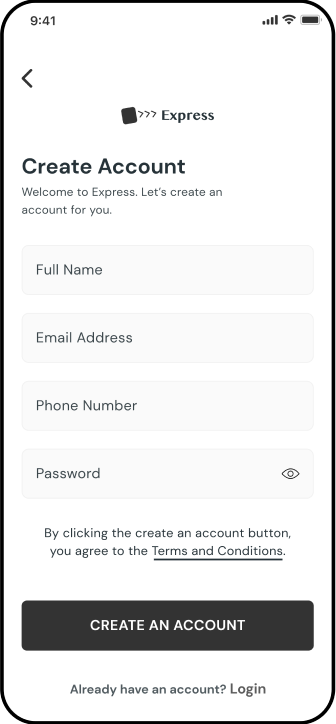 9:41
Express
Create Account
Welcome to Express. Let's create an
account for you.
Full Name
Email Address
Phone Number
Password
By clicking the create an account button,
you agree to the Terms and Conditions.
CREATE AN ACCOUNT
Already have an account? Login